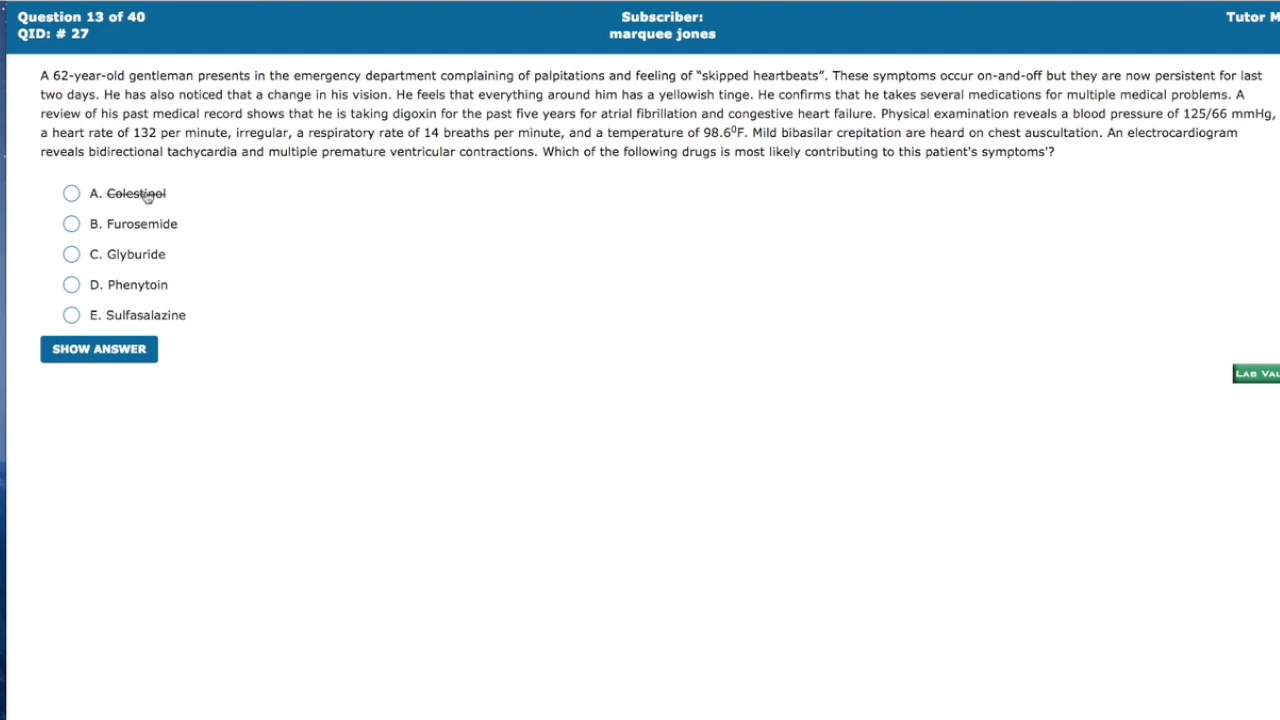 Question 13 of 40
QID: # 27
Subscriber:
marquee jones
Tutor M
A 62-year-old gentleman presents in the emergency department complaining of palpitations and feeling of "skipped heartbeats". These symptoms occur on-and-off but they are now persistent for last
two days. He has also noticed that a change in his vision. He feels that everything around him has a yellowish tinge. He confirms that he takes several medications for multiple medical problems. A
review of his past medical record shows that he is taking digoxin for the past five years for atrial fibrillation and congestive heart failure. Physical examination reveals a blood pressure of 125/66 mmHg,
a heart rate of 132 per minute, irregular, a respiratory rate of 14 breaths per minute, and a temperature of 98.6⁰F. Mild bibasilar crepitation are heard on chest auscultation. An electrocardiogram
reveals bidirectional tachycardia and multiple premature ventricular contractions. Which of the following drugs is most likely contributing to this patient's symptoms'?
A. Colestipol
B. Furosemide
C. Glyburide
D. Phenytoin
E. Sulfasalazine
SHOW ANSWER
LAB VAL